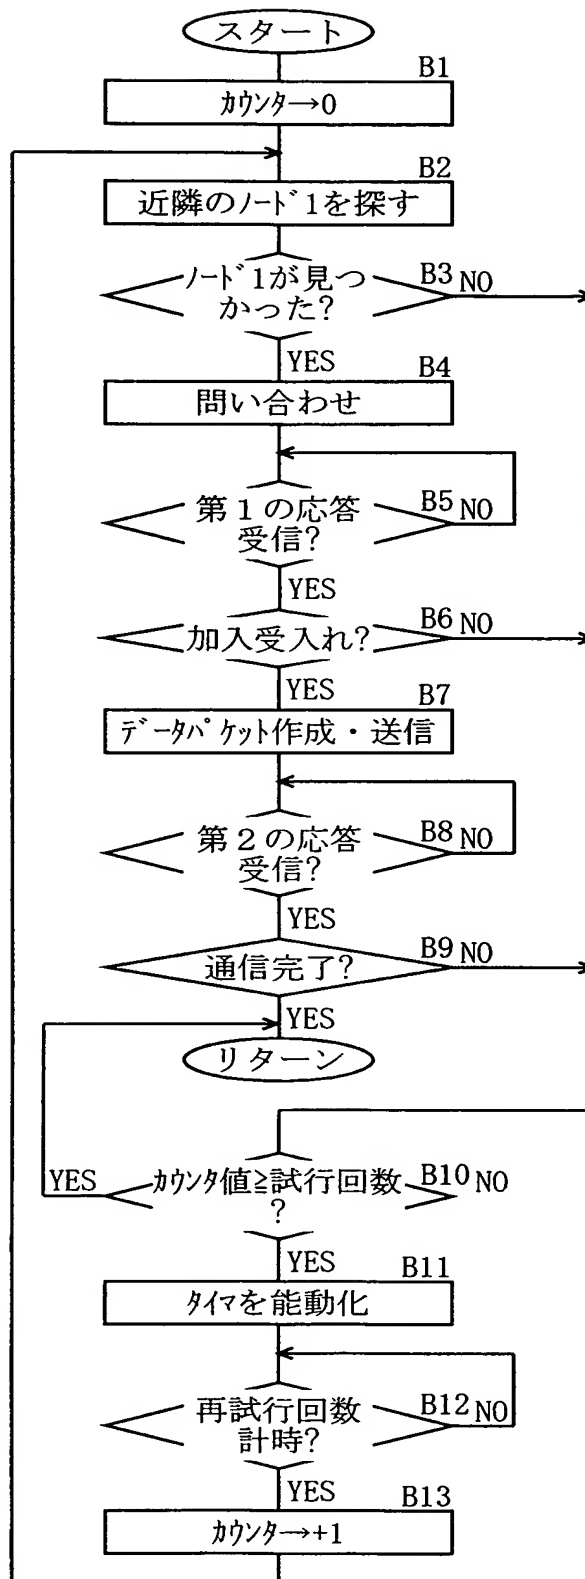 スタート
B1
カウンタ→0
B2
近隣のノード1を探す
ノード1が見つ
かった?
B3 NO
YES
B4
問い合わせ
第1の応答
受信?
B5 NO
YES
加入受入れ?
B6 NO
YES
B7
データパケット作成・送信
第2の応答
受信?
B8 NO
YES
通信完了?
B9 NO
YES
リターン
カウンタ値≧試行回数
?
YES
B10 NO
YES
B11
タイマを能動化
再試行回数
計時?
B12 NO
YES
B13
カウンタ→+1